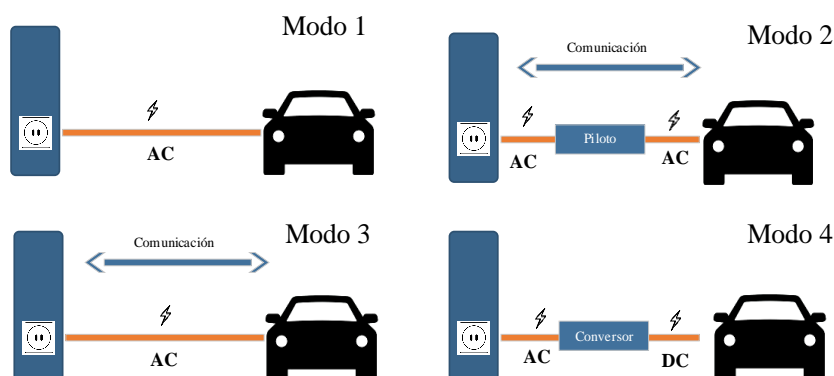 Modo 1
AC
Modo 2
Comunicación
Piloto
AC
AC
Modo 3
Comunicación
AC
Modo 4
Conversor
AC
DC